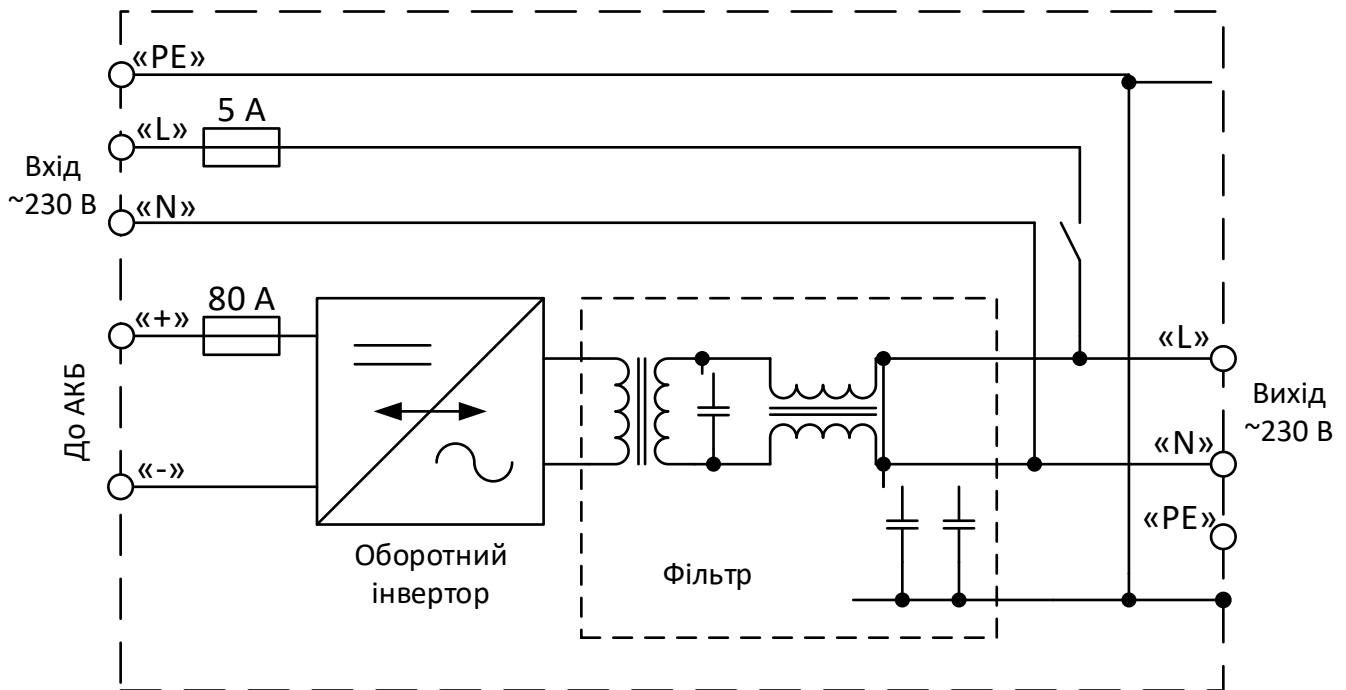 «PE»
5 А
«L»
Вхід
~230 В
«N»
80 А
«+»
«L»
До АКБ
Вихід
~230 В
«N»
«-»
«PE»
Оборотний
інвертор
Фільтр